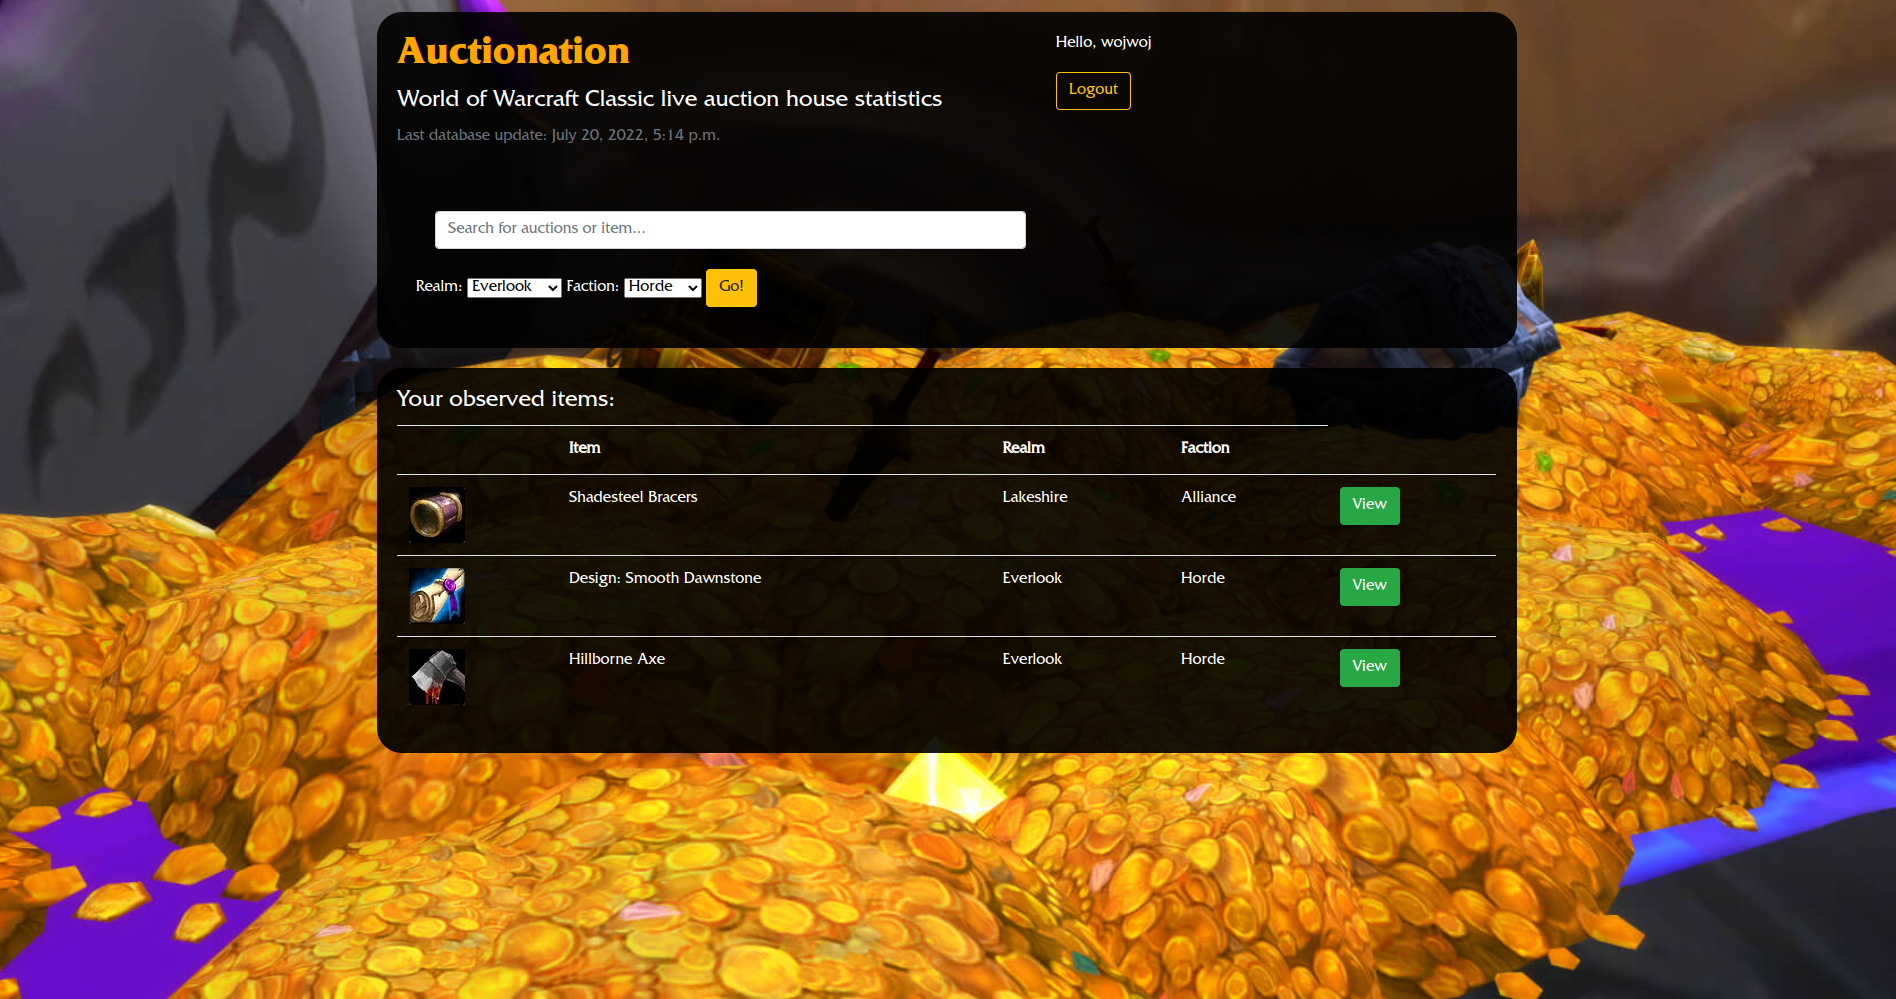 Auctionation
Hello, wojwoj
World of Warcraft Classic live auction house statistics
Logout
Last database update: July 20, 2022, 5:14 p.m.
Search for auctions or item...
Realm: Everlook Faction: Horde Go!
Your observed items:
Item Realm Faction
Shadesteel Bracers Lakeshire Alliance View
Design: Smooth Dawnstone Everlook Horde View
Hillborne Axe Everlook Horde View